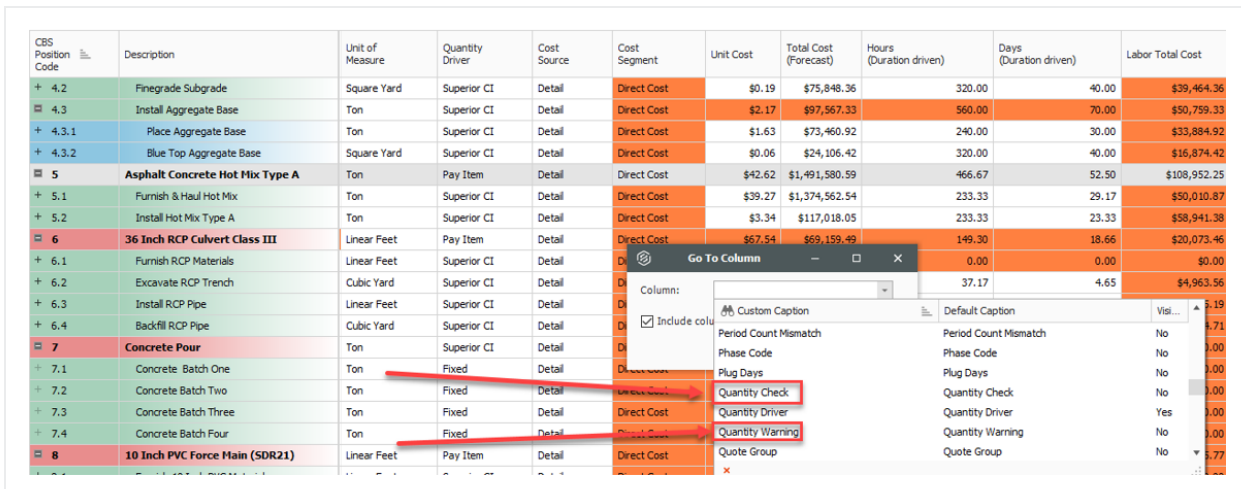 CBS Position Code Description Unit of Measure Quantity Driver Cost Source Cost Segment Unit Cost Total Cost (Forecast) Hours (Duration driven) Days (Duration driven) Labor Total Cost
+ 4.2 Finegrade Subgrade Square Yard Superior CI Detail Direct Cost $0.19 $75,848.36 320.00 40.00 $39,464.36
4.3 Install Aggregate Base Ton Superior CI Detail Direct Cost $2.17 $97,567.33 560.00 70.00 $50,759.33
+ 4.3.1 Place Aggregate Base Ton Superior CI Detail Direct Cost $1.63 $73,460.92 240.00 30.00 $33,884.92
+ 4.3.2 Blue Top Aggregate Base Square Yard Superior CI Detail Direct Cost $0.06 $24,106.42 320.00 40.00 $16,874.42
5 Asphalt Concrete Hot Mix Type A Ton Pay Item Detail Direct Cost $42.62 $1,491,580.59 466.67 52.50 $108,952.25
+ 5.1 Furnish & Haul Hot Mix Ton Superior CI Detail Direct Cost $39.27 $1,374,562.54 233.33 29.17 $50,010.87
+ 5.2 Install Hot Mix Type A Ton Superior CI Detail Direct Cost $3.34 $117,018.05 233.33 23.33 $58,941.38
6 36 Inch RCP Culvert Class III Linear Feet Pay Item Detail Direct Cost $67.54 $69,159.49 149.30 18.66 $20,073.46
+ 6.1 Furnish RCP Materials Linear Feet Superior CI Detail 0.00 0.00 $0.00
+ 6.2 Excavate RCP Trench Cubic Yard Superior CI Detail 37.17 4.65 $4,963.56
+ 6.3 Install RCP Pipe Linear Feet Superior CI Detail
+ 6.4 Backfill RCP Pipe Cubic Yard Superior CI Detail
7 Concrete Pour Ton Superior CI Detail
+ 7.1 Concrete Batch One Ton Fixed Detail Direct Cost
+ 7.2 Concrete Batch Two Ton Fixed Detail Direct Cost
+ 7.3 Concrete Batch Three Ton Fixed Detail Direct Cost
+ 7.4 Concrete Batch Four Ton Fixed Detail Direct Cost
8 10 Inch PVC Force Main (SDR21) Linear Feet Pay Item Detail Direct Cost
Go To Column
Column:
Include colu
Custom Caption Default Caption Visi...
Period Count Mismatch Period Count Mismatch No
Phase Code Phase Code No
Plug Days Plug Days No
Quantity Check Quantity Check No
Quantity Driver Quantity Driver Yes
Quantity Warning Quantity Warning No
Quote Group Quote Group No